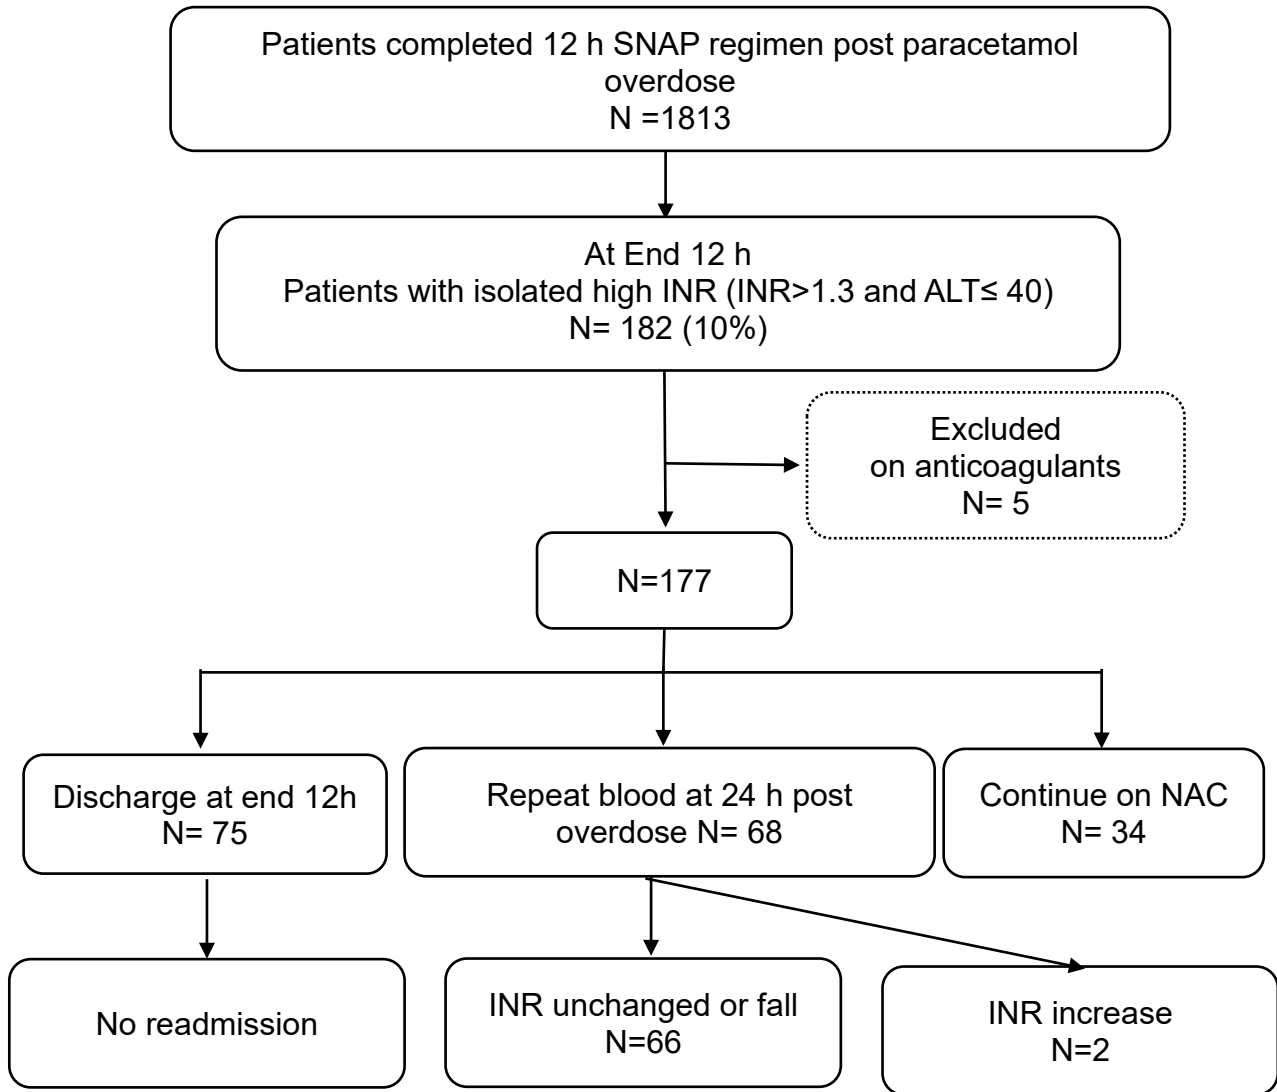 Patients completed 12 h SNAP regimen post paracetamol
overdose
N =1813
At End 12 h
Patients with isolated high INR (INR>1.3 and ALT≤ 40)
N= 182 (10%)
Excluded
on anticoagulants
N= 5
N=177
Discharge at end 12h
N= 75
Repeat blood at 24 h post
overdose N= 68
Continue on NAC
N= 34
No readmission
INR unchanged or fall
N=66
INR increase
N=2